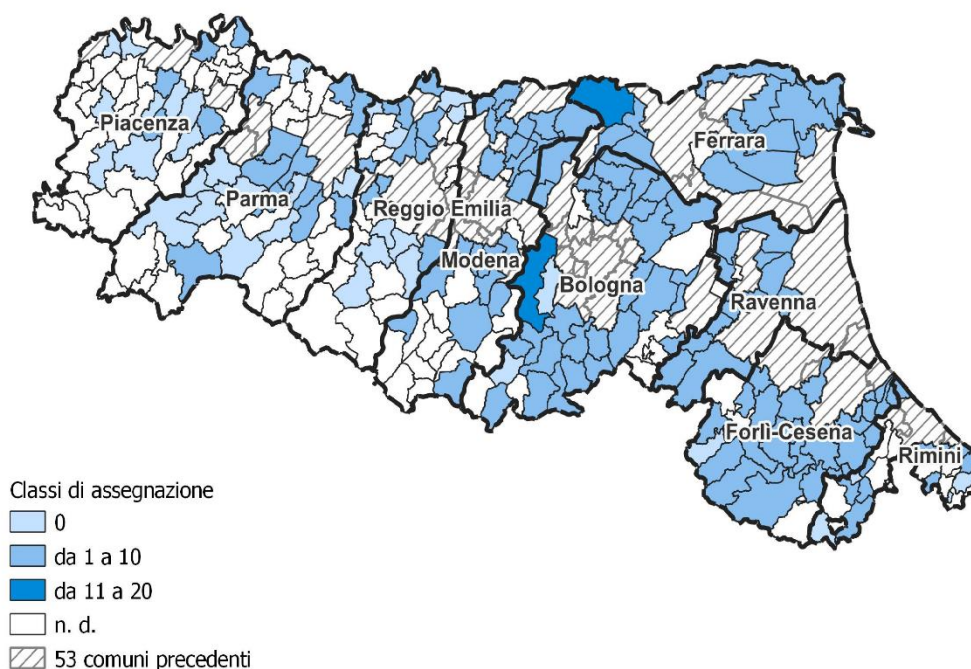 Piacenza
Parma
Reggio Emilia
Modena
Bologna
Ferrara
Ravenna
Forlì-Cesena
Rimini
Classi di assegnazione
0
da 1 a 10
da 11 a 20
n. d.
53 comuni precedenti